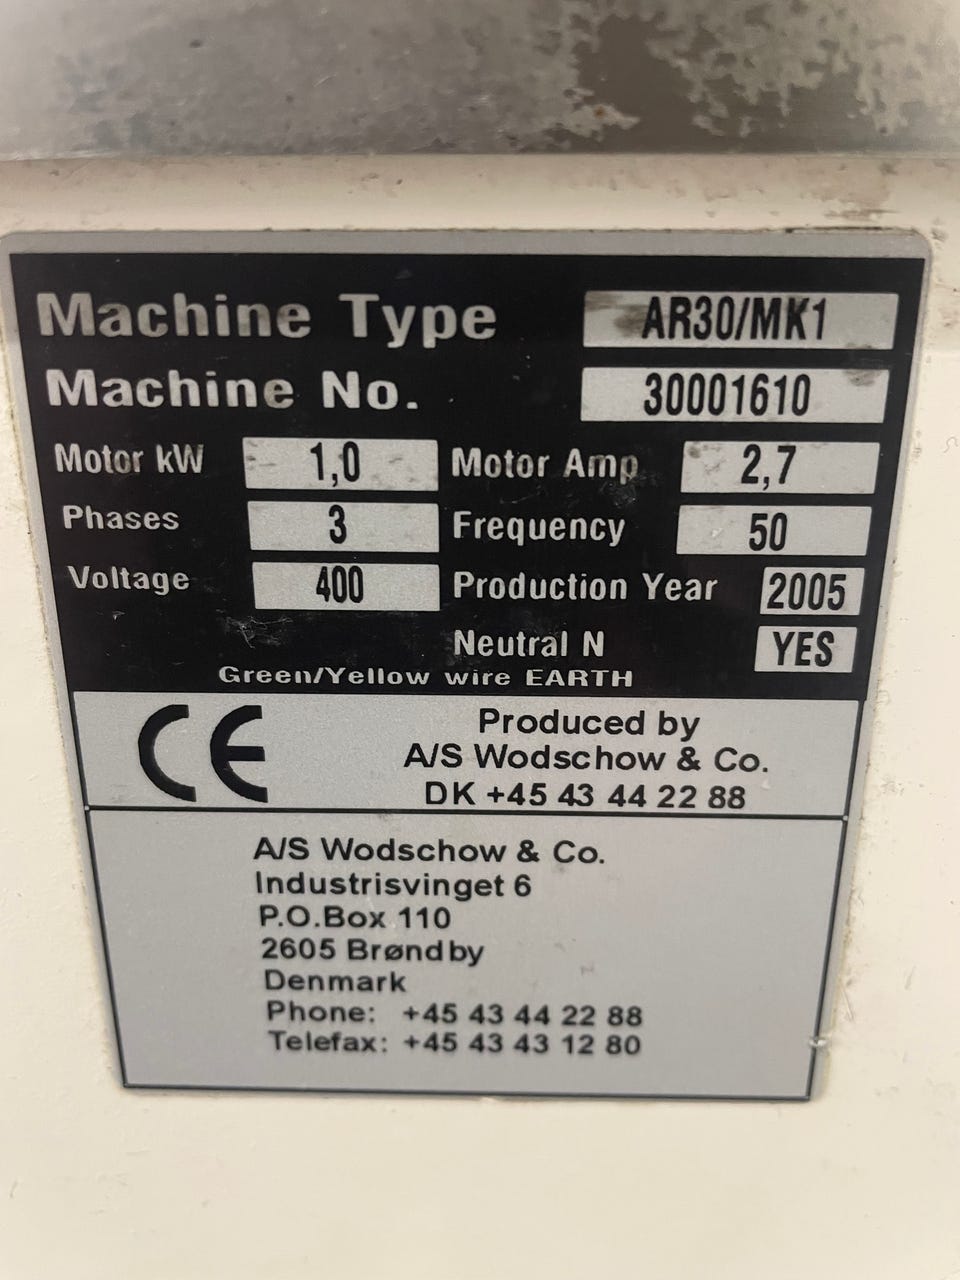 Machine Type AR30/MK1
Machine No. 30001610
Motor kW 1,0 Motor Amp 2,7
Phases 3 Frequency 50
Voltage 400 Production Year 2005
Neutral N YES
Green/Yellow wire EARTH
CE
Produced by
A/S Wodschow & Co.
DK +45 43 44 22 88
A/S Wodschow & Co.
Industrisvinget 6
P.O.Box 110
2605 Brøndby
Denmark
Phone: +45 43 44 22 88
Telefax: +45 43 43 12 80